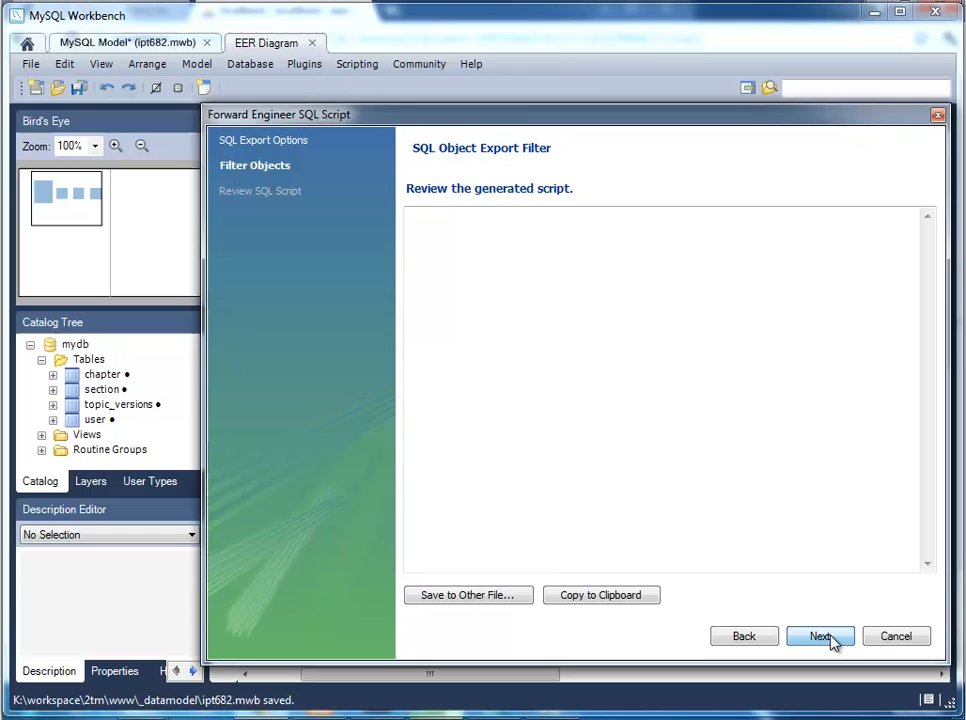 MySQL Workbench
MySQL Model* (ipt682.mwb)
EER Diagram
File Edit View Arrange Model Database Plugins Scripting Community Help
Bird's Eye
Zoom: 100%
Catalog Tree
mydb
Tables
chapter
section
topic_versions
user
Views
Routine Groups
Catalog Layers User Types
Description Editor
No Selection
Description Properties H
K:\workspace\2tm\www\_datamodel\ipt682.mwb saved.
Forward Engineer SQL Script
SQL Export Options
Filter Objects
Review SQL Script
SQL Object Export Filter
Review the generated script.
Save to Other File... Copy to Clipboard
Back Next Cancel